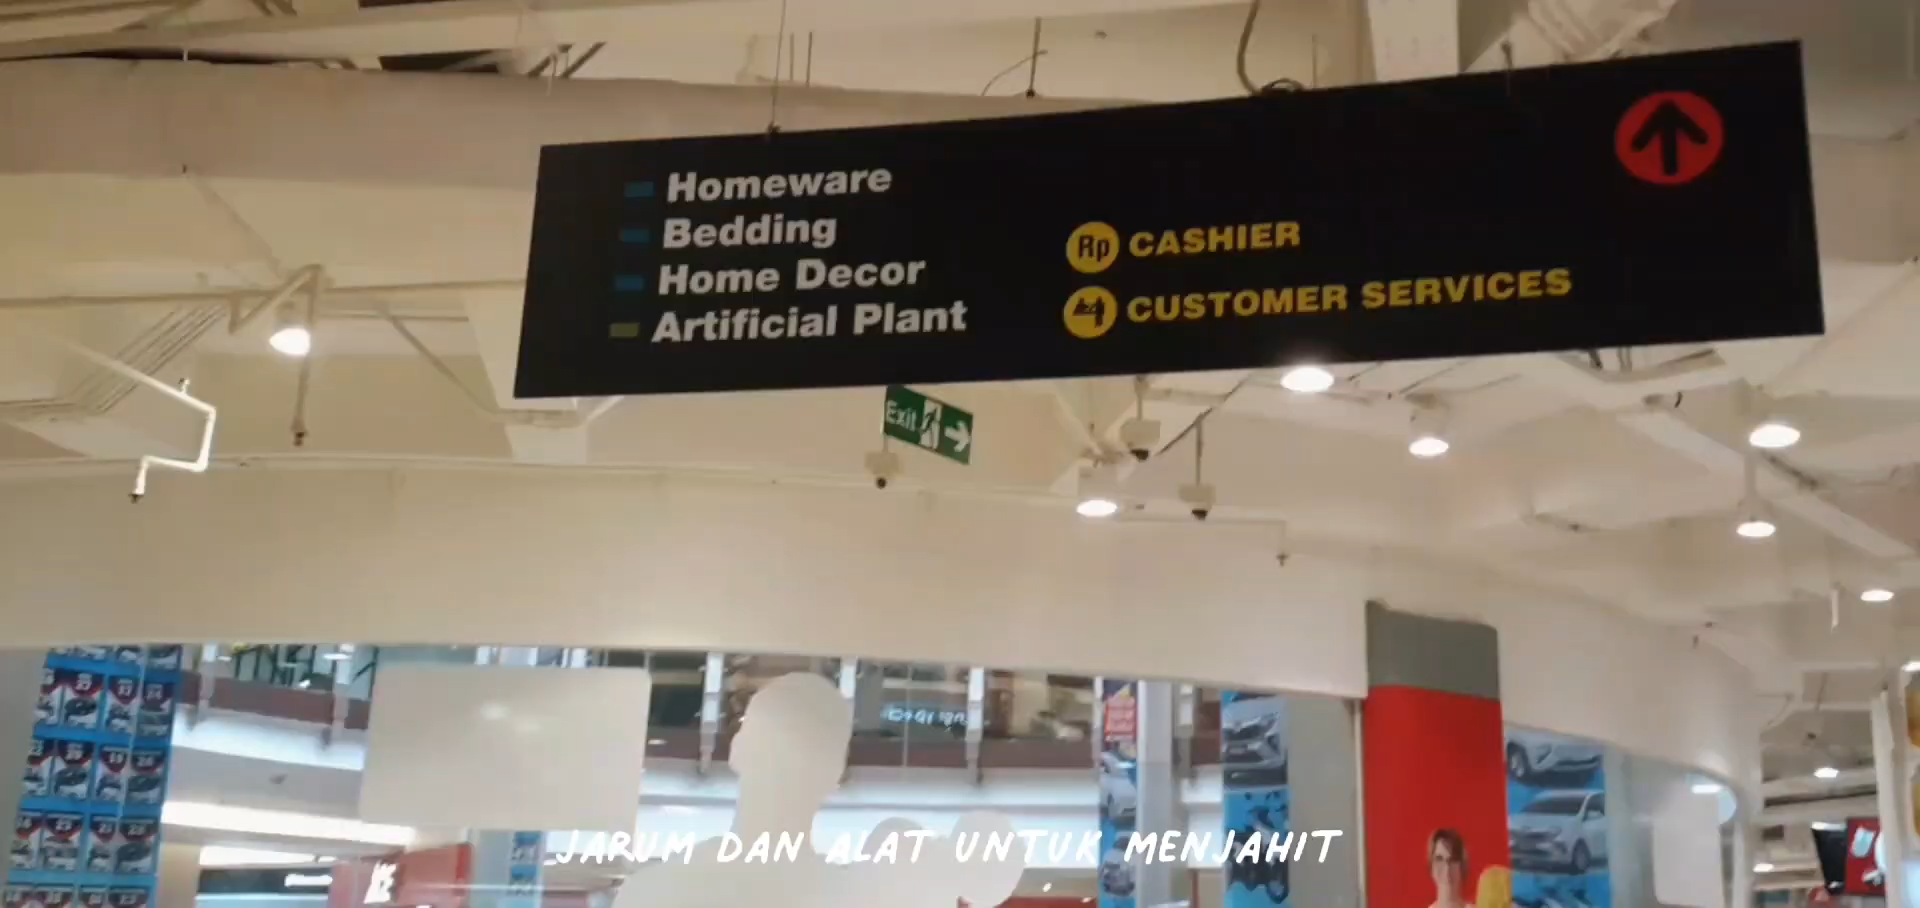 Homeware
Bedding
Home Decor
Artificial Plant
Rp CASHIER
CUSTOMER SERVICES
Exit
JARUM DAN ALAT UNTUK MENJAHIT